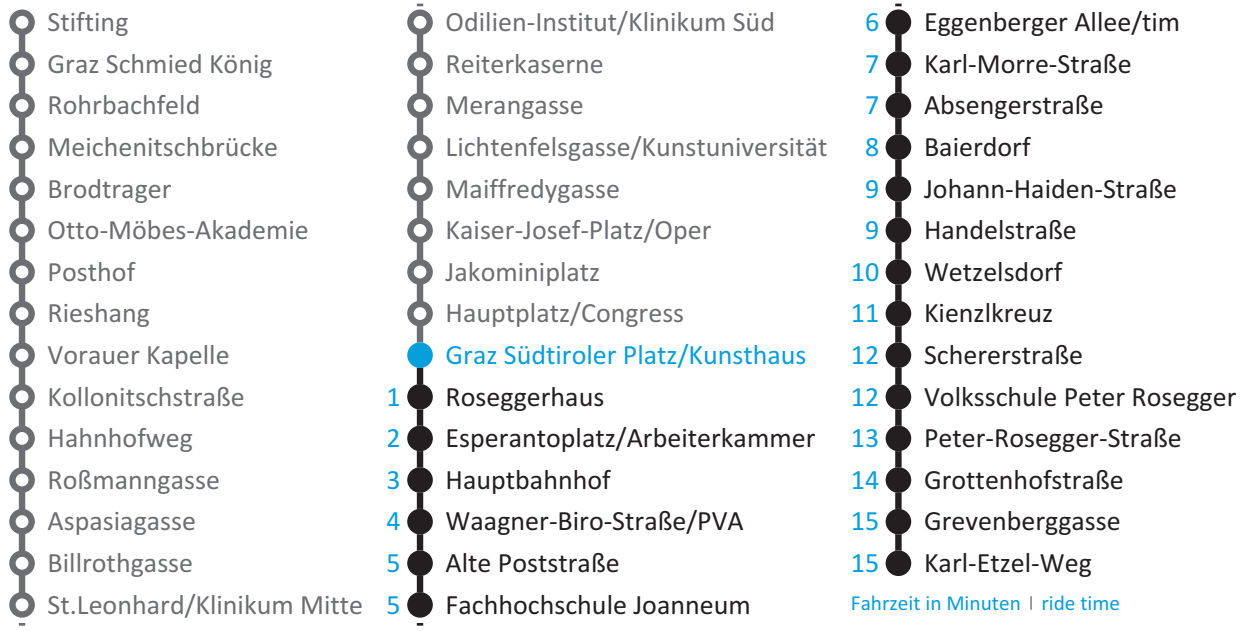 Stifting
Graz Schmied König
Rohrbachfeld
Meichenitschbrücke
Brodtrager
Otto-Möbes-Akademie
Posthof
Rieshang
Vorauer Kapelle
Kollonitschstraße
Hahnhofweg
Roßmanngasse
Aspasiagasse
Billrothgasse
St.Leonhard/Klinikum Mitte
Odilien-Institut/Klinikum Süd
Reiterkaserne
Merangasse
Lichtenfelsgasse/Kunstuniversität
Maiffredygasse
Kaiser-Josef-Platz/Oper
Jakominiplatz
Hauptplatz/Congress
Graz Südtiroler Platz/Kunsthaus
1 Roseggerhaus
2 Esperantoplatz/Arbeiterkammer
3 Hauptbahnhof
4 Waagner-Biro-Straße/PVA
5 Alte Poststraße
5 Fachhochschule Joanneum
6 Eggenberger Allee/tim
7 Karl-Morre-Straße
7 Absengerstraße
8 Baierdorf
9 Johann-Haiden-Straße
9 Handelstraße
10 Wetzelsdorf
11 Kienzlkreuz
12 Schererstraße
12 Volksschule Peter Rosegger
13 Peter-Rosegger-Straße
14 Grottenhofstraße
15 Grevenberggasse
15 Karl-Etzel-Weg
Fahrzeit in Minuten | ride time